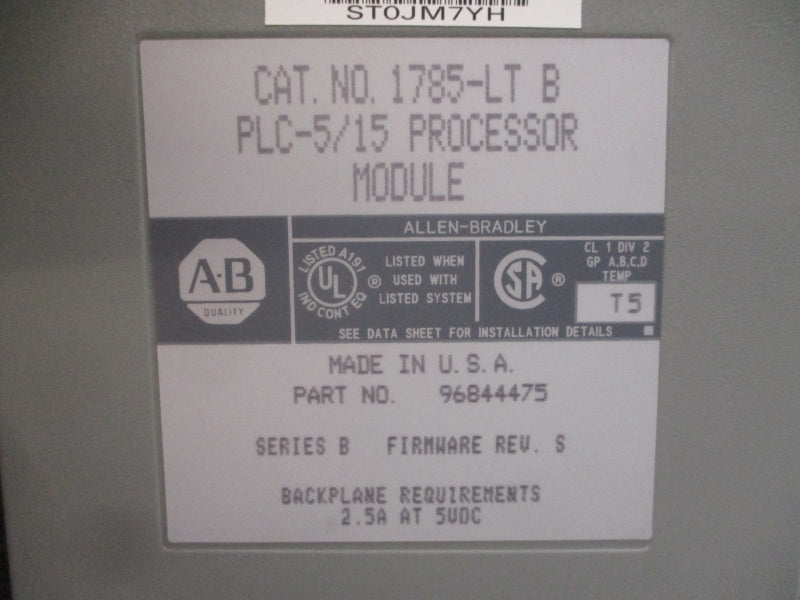 ST0JM7YH
CAT. NO. 1785-LT B
PLC-5/15 PROCESSOR
MODULE
ALLEN-BRADLEY
A-B
QUALITY
LISTED A191
UL
IND CONT EQ
®
LISTED WHEN
USED WITH
LISTED SYSTEM
SA
®
CL 1 DIV 2
GP A,B,C,D
TEMP
T5
SEE DATA SHEET FOR INSTALLATION DETAILS
MADE IN U.S.A.
PART NO. 96844475
SERIES B FIRMWARE REV. S
BACKPLANE REQUIREMENTS
2.5A AT 5VDC